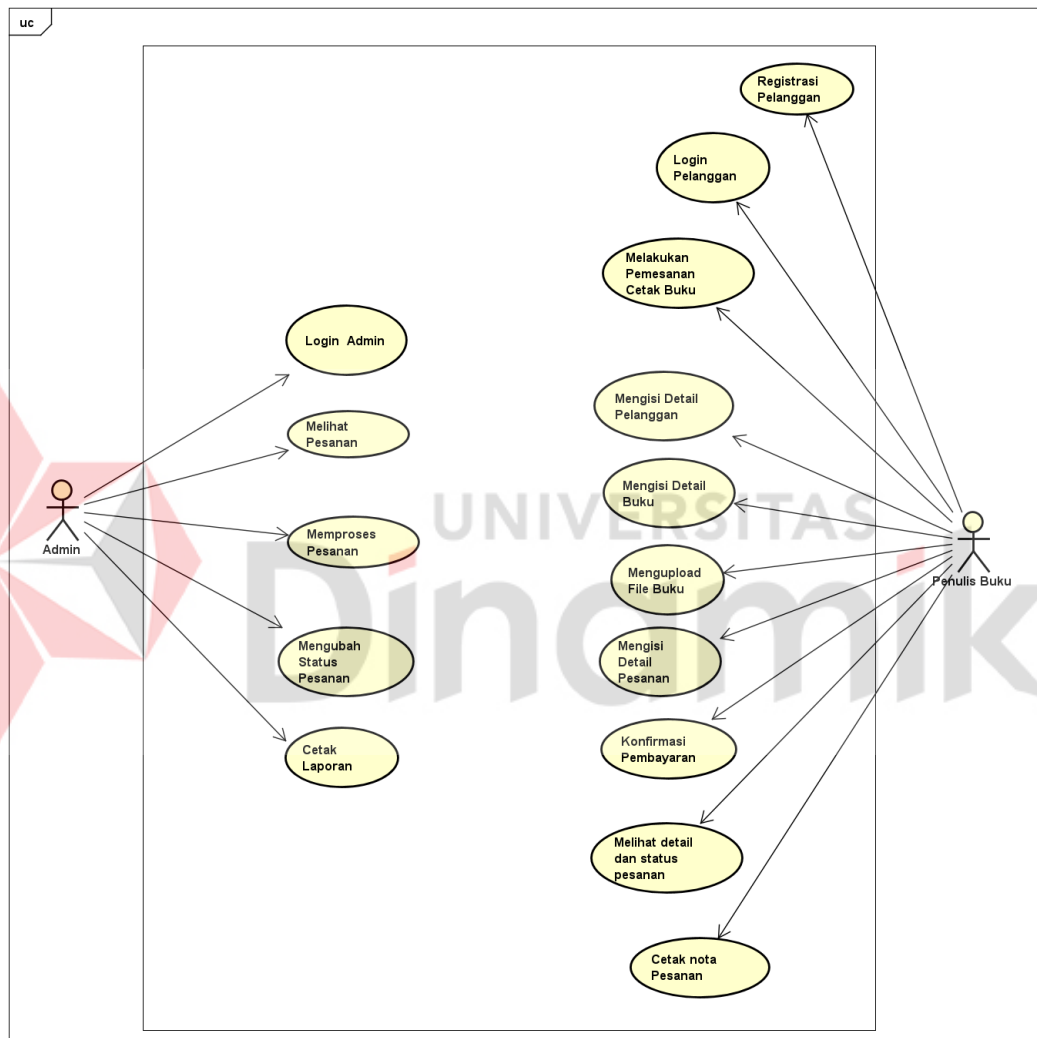 uc
Registrasi
Pelanggan
Login
Pelanggan
Melakukan
Pemesanan
Cetak Buku
Login Admin
Mengisi Detail
Pelanggan
Melihat
Pesanan
Mengisi Detail
Buku
UNIVERSITAS
Dinamik
Admin
Memproses
Pesanan
Mengupload
File Buku
Penulis Buku
Mengubah
Status
Pesanan
Mengisi
Detail
Pesanan
Cetak
Laporan
Konfirmasi
Pembayaran
Melihat detail
dan status
pesanan
Cetak nota
Pesanan